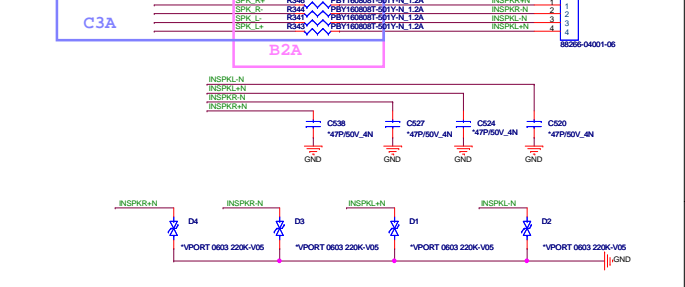 SPK_R+ R346 PBY160808T-501Y-N_1.2A INSPKR+N 1 1
SPK_R- R344 PBY160808T-501Y-N_1.2A INSPKR-N 2 2
SPK_L- R341 PBY160808T-501Y-N_1.2A INSPKL-N 3 3
SPK_L+ R343 PBY160808T-501Y-N_1.2A INSPKL+N 4 4
C3A
B2A
88266-04001-06
INSPKL-N
INSPKL+N
INSPKR-N
INSPKR+N
C538 C527 C524 C520
*47P/50V_4N *47P/50V_4N *47P/50V_4N *47P/50V_4N
GND GND GND GND
INSPKR+N INSPKR-N INSPKL+N INSPKL-N
D4 D3 D1 D2
*VPORT 0603 220K-V05 *VPORT 0603 220K-V05 *VPORT 0603 220K-V05 *VPORT 0603 220K-V05
GND